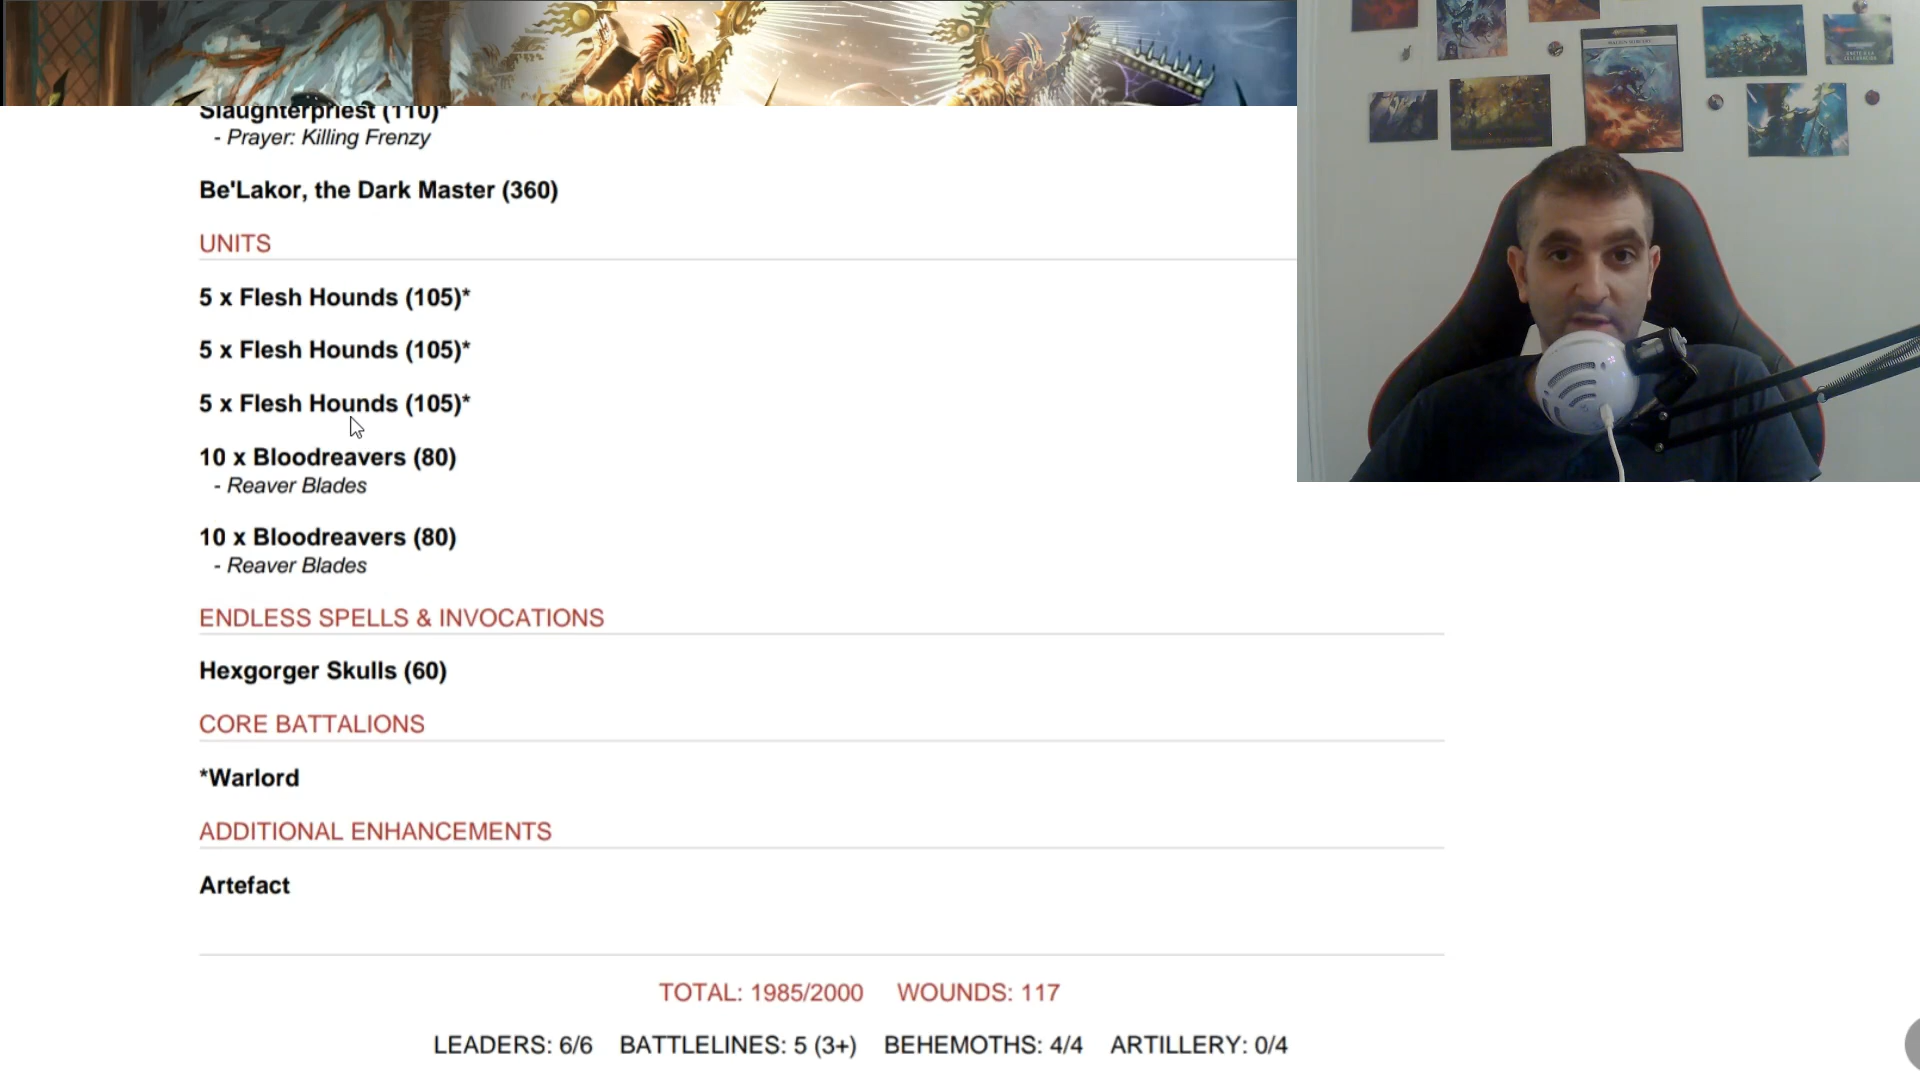 Slaughterpriest (110)*
- Prayer: Killing Frenzy
Be'Lakor, the Dark Master (360)
UNITS
5 x Flesh Hounds (105)*
5 x Flesh Hounds (105)*
5 x Flesh Hounds (105)*
10 x Bloodreavers (80)
- Reaver Blades
10 x Bloodreavers (80)
- Reaver Blades
ENDLESS SPELLS & INVOCATIONS
Hexgorger Skulls (60)
CORE BATTALIONS
*Warlord
ADDITIONAL ENHANCEMENTS
Artefact
TOTAL: 1985/2000 WOUNDS: 117
LEADERS: 6/6 BATTLELINES: 5 (3+) BEHEMOTHS: 4/4 ARTILLERY: 0/4